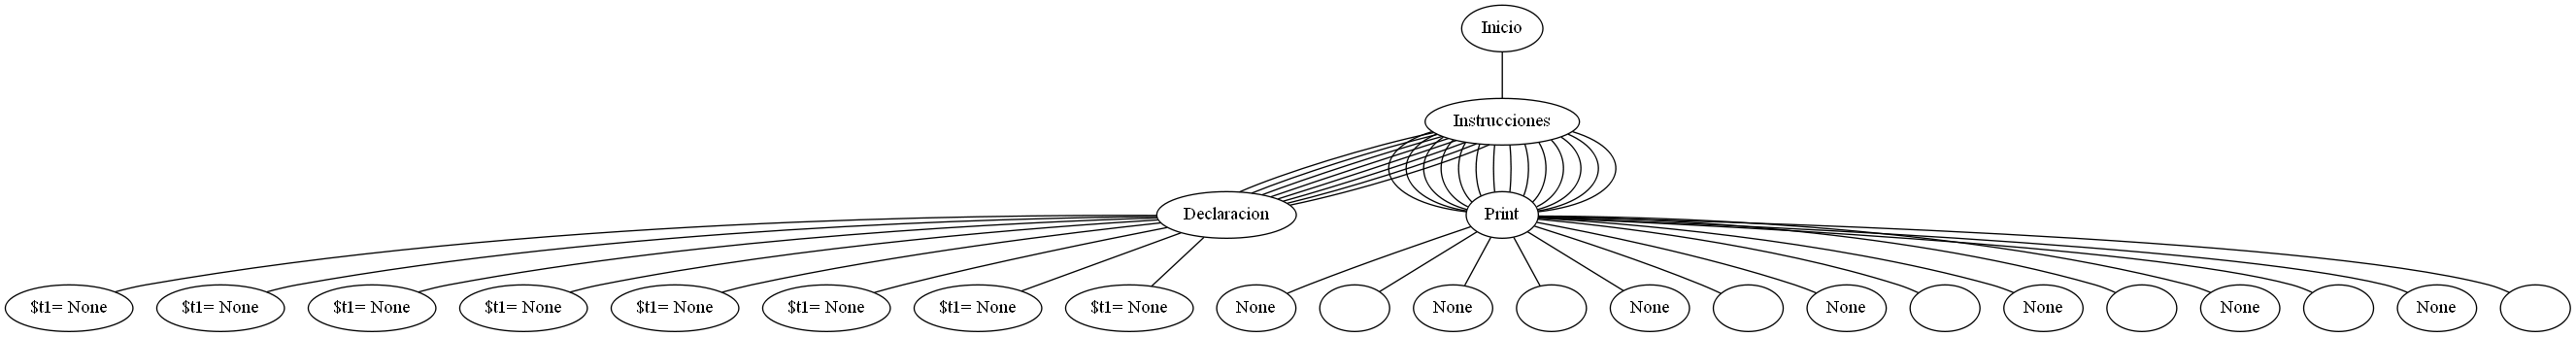 Inicio
Instrucciones
Declaracion
Print
$t1= None
$t1= None
$t1= None
$t1= None
$t1= None
$t1= None
$t1= None
$t1= None
None
None
None
None
None
None
None